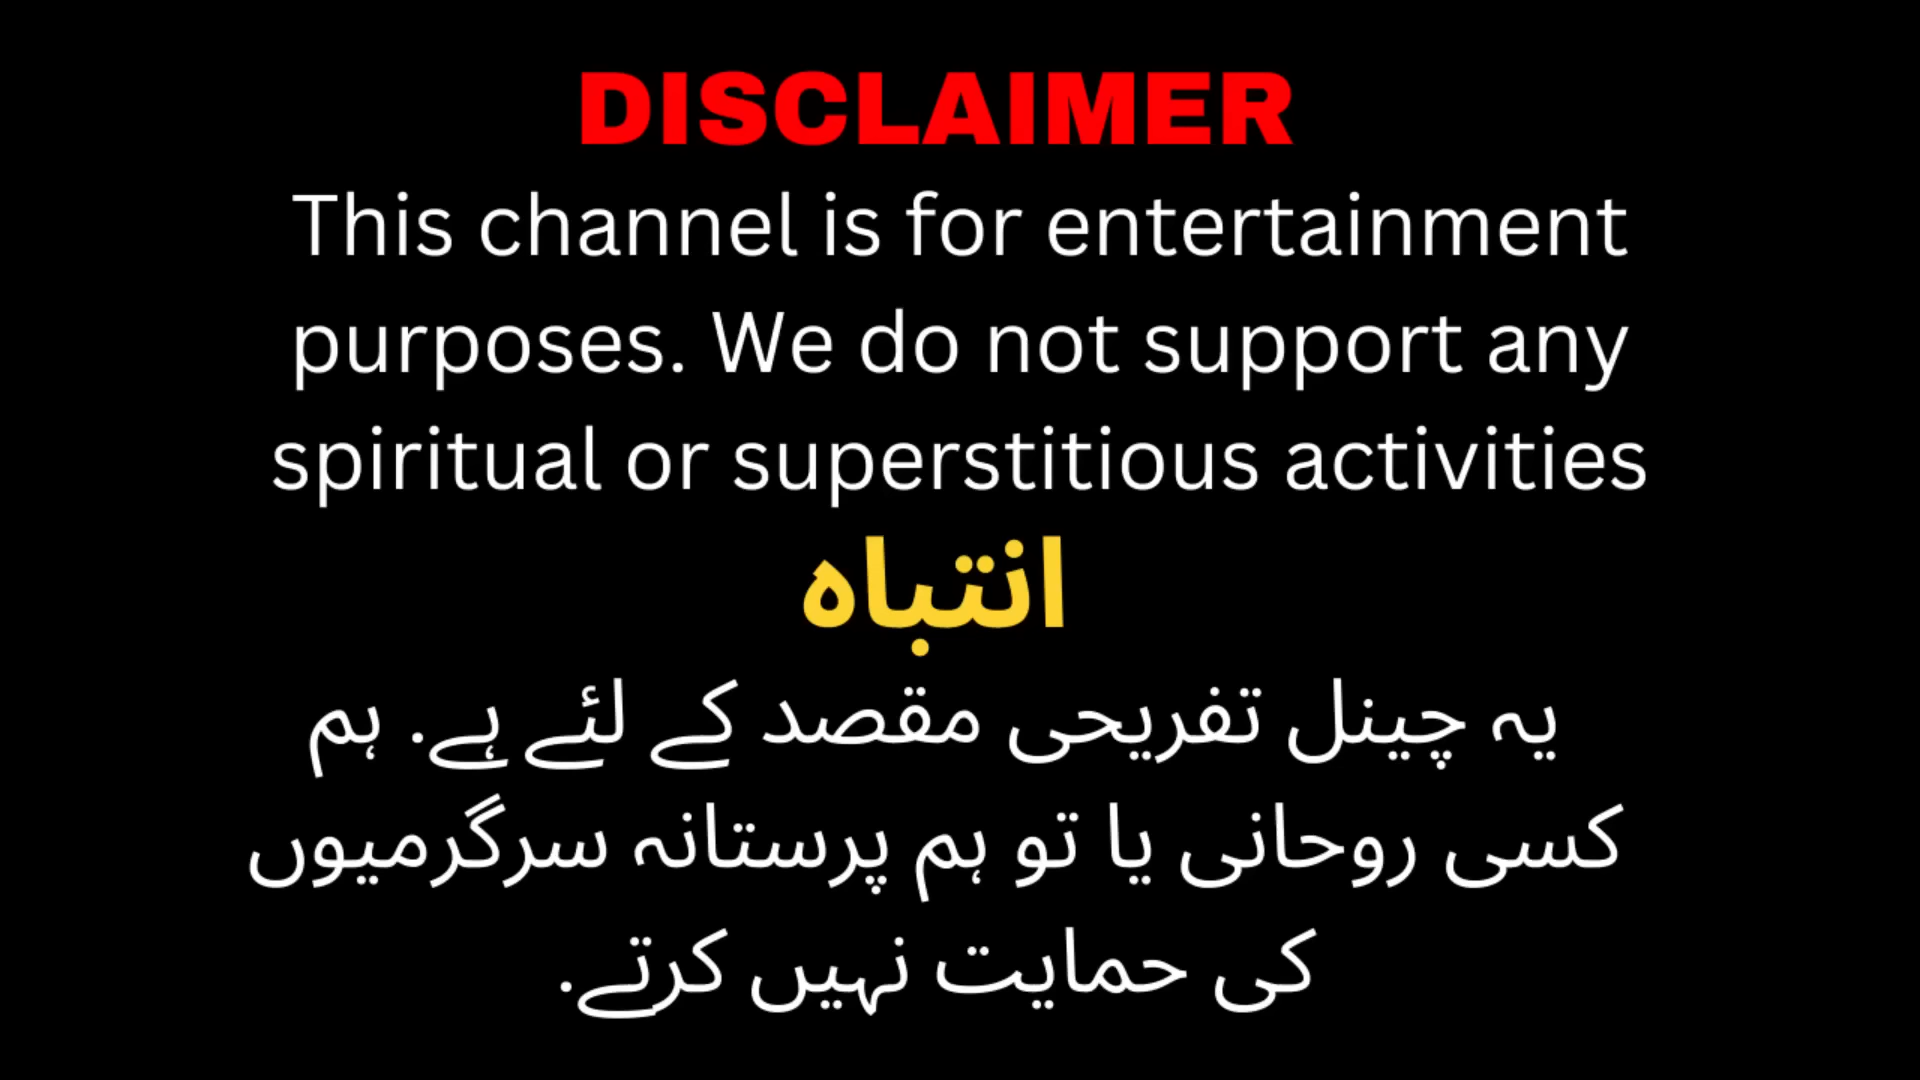 DISCLAIMER
This channel is for entertainment
purposes. We do not support any
spiritual or superstitious activities
انتباہ
یہ چینل تفریحی مقصد کے لئے ہے. ہم
کسی روحانی یا تو ہم پرستانہ سرگرمیوں
کی حمایت نہیں کرتے.